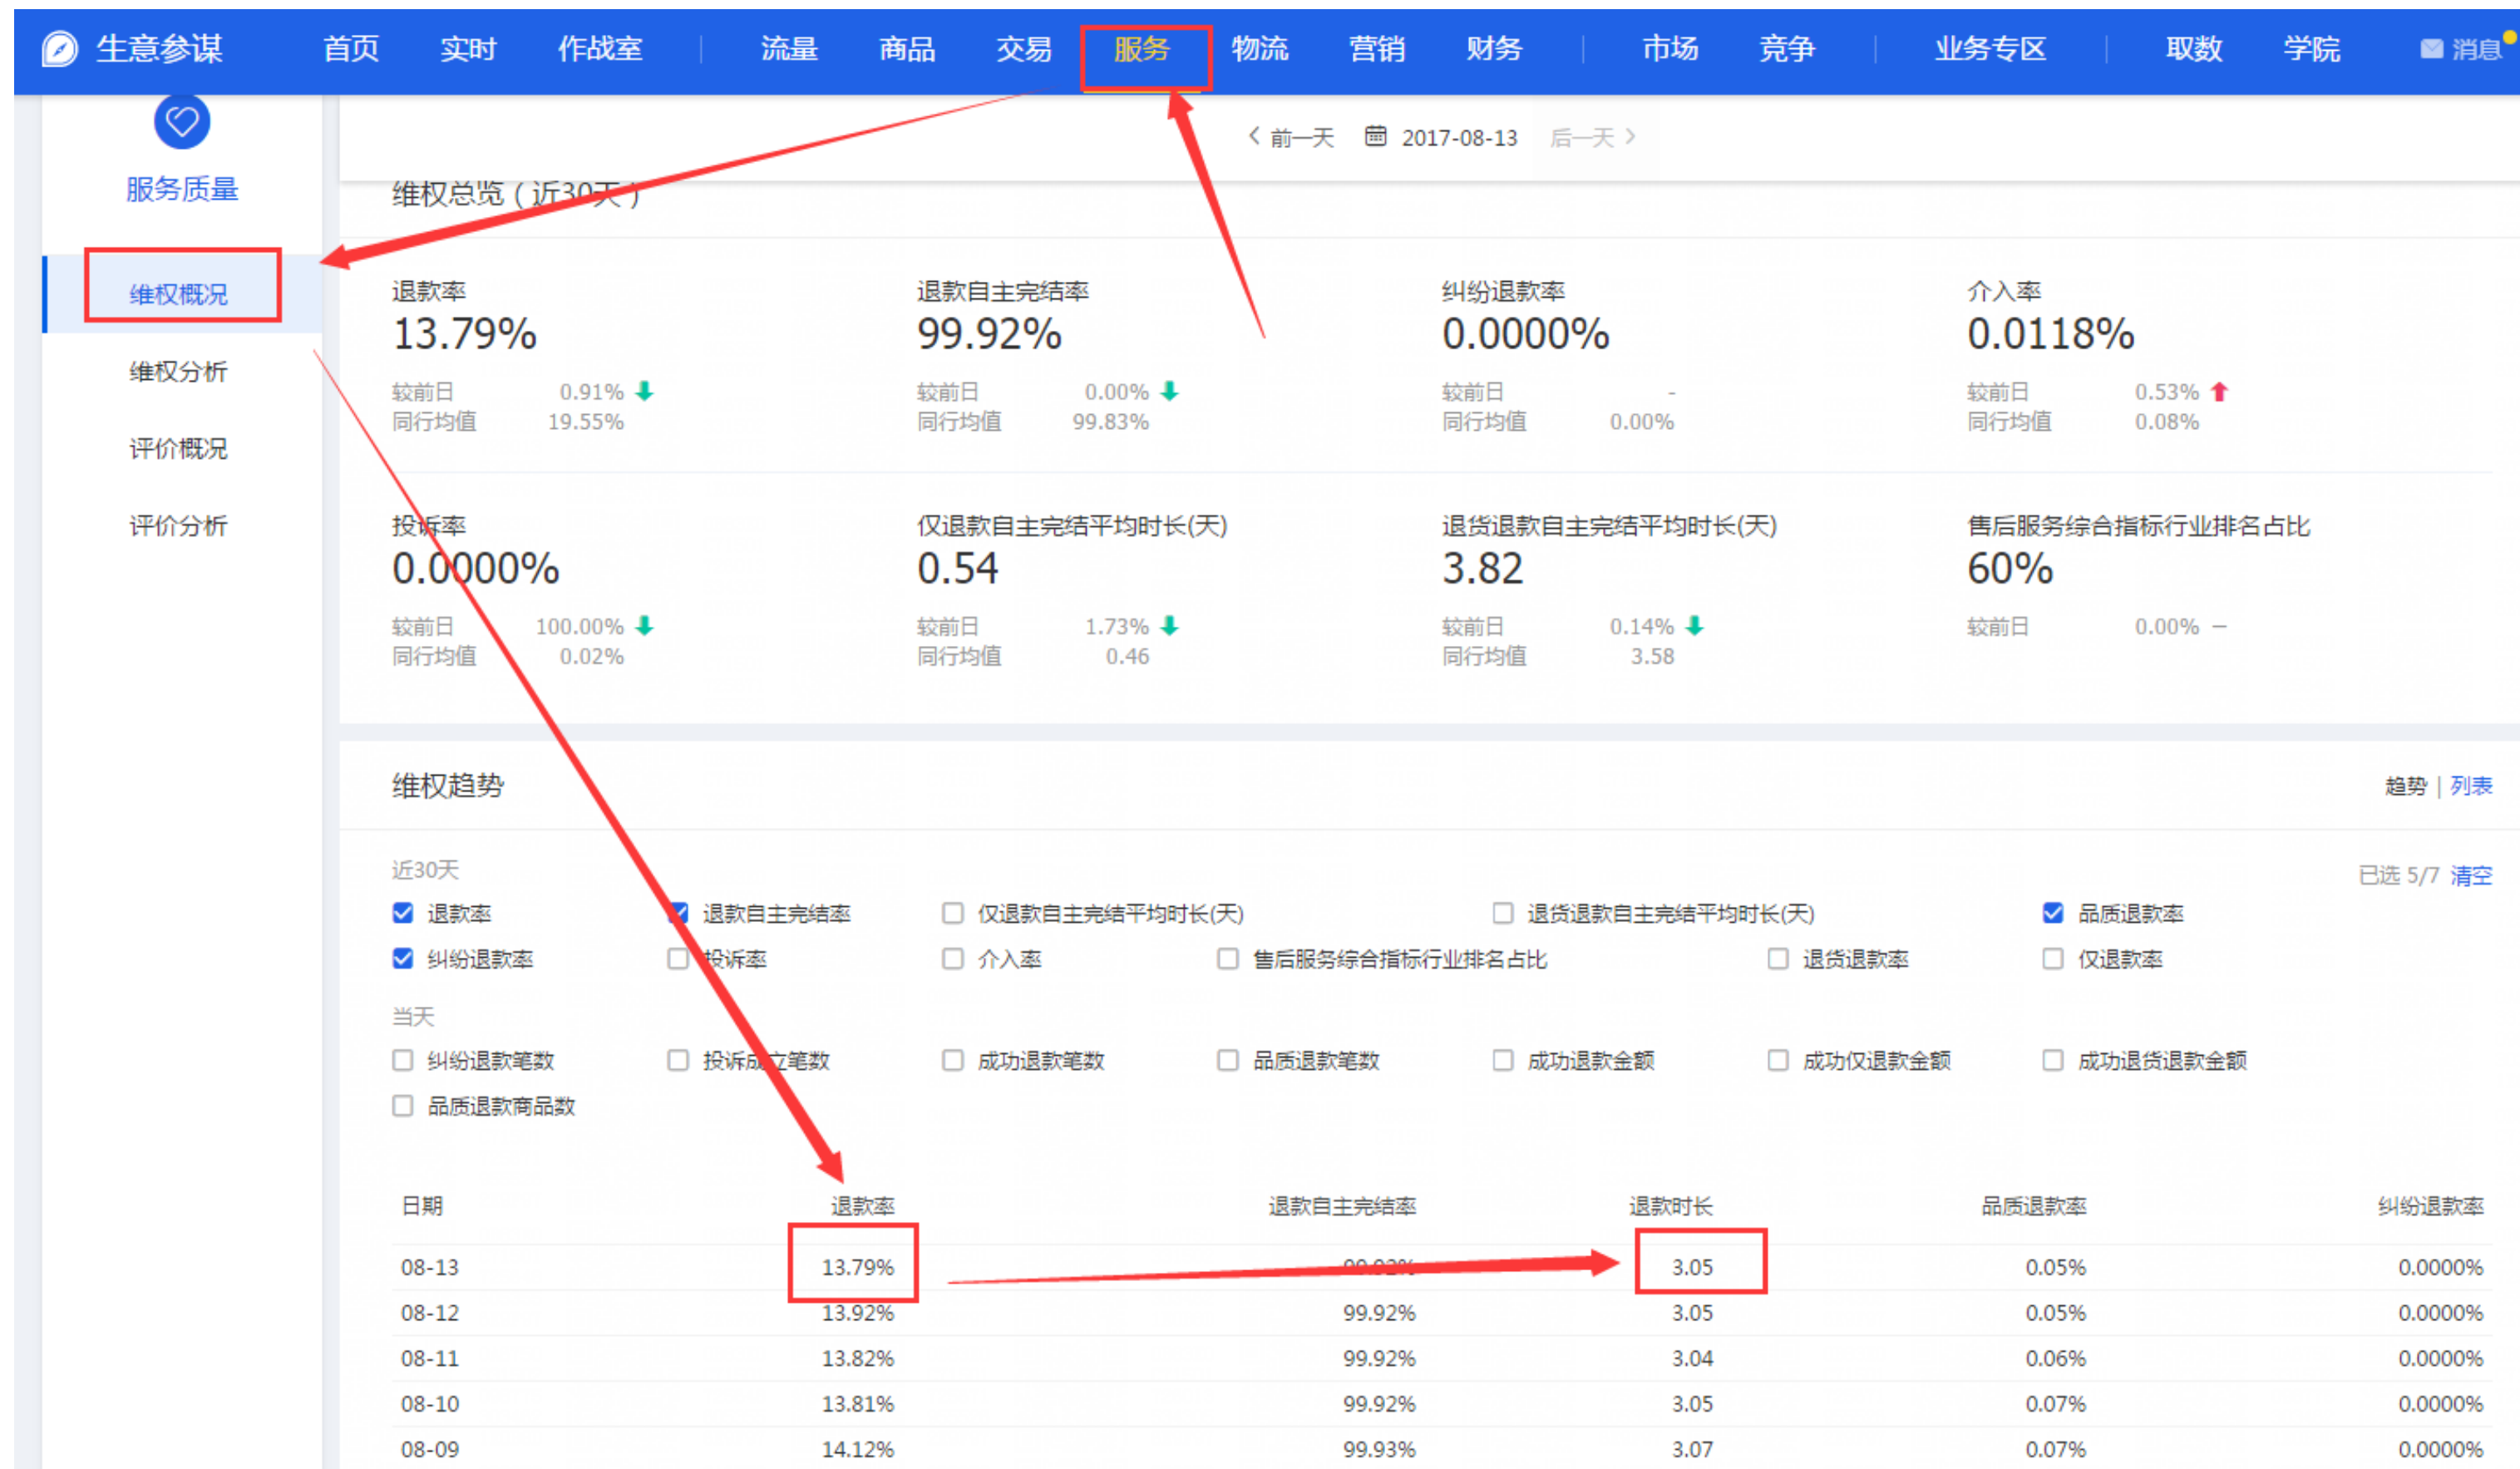 生意参谋 首页 实时 作战室 流量 商品 交易 服务 物流 营销 财务 市场 竞争 业务专区 取数 学院 消息
前一天 2017-08-13 后一天
服务质量
维权概况
维权分析
评价概况
评价分析
维权总览（近30天）
退款率 退款自主完结率 纠纷退款率 介入率
13.79% 99.92% 0.0000% 0.0118%
较前日 0.91% 较前日 0.00% 较前日 - 较前日 0.53%
同行均值 19.55% 同行均值 99.83% 同行均值 0.00% 同行均值 0.08%
投诉率 仅退款自主完结平均时长(天) 退货退款自主完结平均时长(天) 售后服务综合指标行业排名占比
0.0000% 0.54 3.82 60%
较前日 100.00% 较前日 1.73% 较前日 0.14% 较前日 0.00% –
同行均值 0.02% 同行均值 0.46 同行均值 3.58
维权趋势 趋势 | 列表
近30天 已选 5/7 清空
退款率 退款自主完结率 仅退款自主完结平均时长(天) 退货退款自主完结平均时长(天) 品质退款率
纠纷退款率 投诉率 介入率 售后服务综合指标行业排名占比 退货退款率 仅退款率
当天
纠纷退款笔数 投诉成立笔数 成功退款笔数 品质退款笔数 成功退款金额 成功仅退款金额 成功退货退款金额
品质退款商品数
日期 退款率 退款自主完结率 退款时长 品质退款率 纠纷退款率
08-13 13.79% 99.92% 3.05 0.05% 0.0000%
08-12 13.92% 99.92% 3.05 0.05% 0.0000%
08-11 13.82% 99.92% 3.04 0.06% 0.0000%
08-10 13.81% 99.92% 3.05 0.07% 0.0000%
08-09 14.12% 99.93% 3.07 0.07% 0.0000%